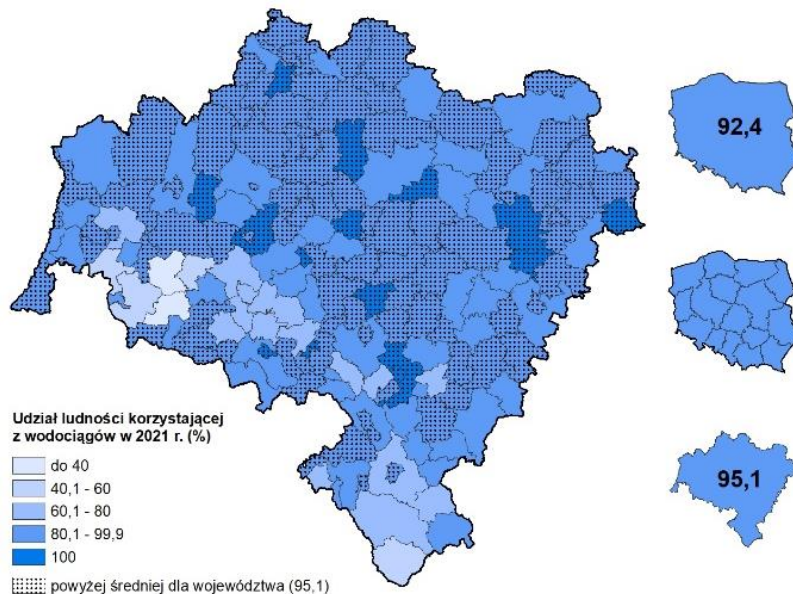 92,4
95,1
Udział ludności korzystającej
z wodociągów w 2021 r. (%)
do 40
40,1 - 60
60,1 - 80
80,1 - 99,9
100
powyżej średniej dla województwa (95,1)